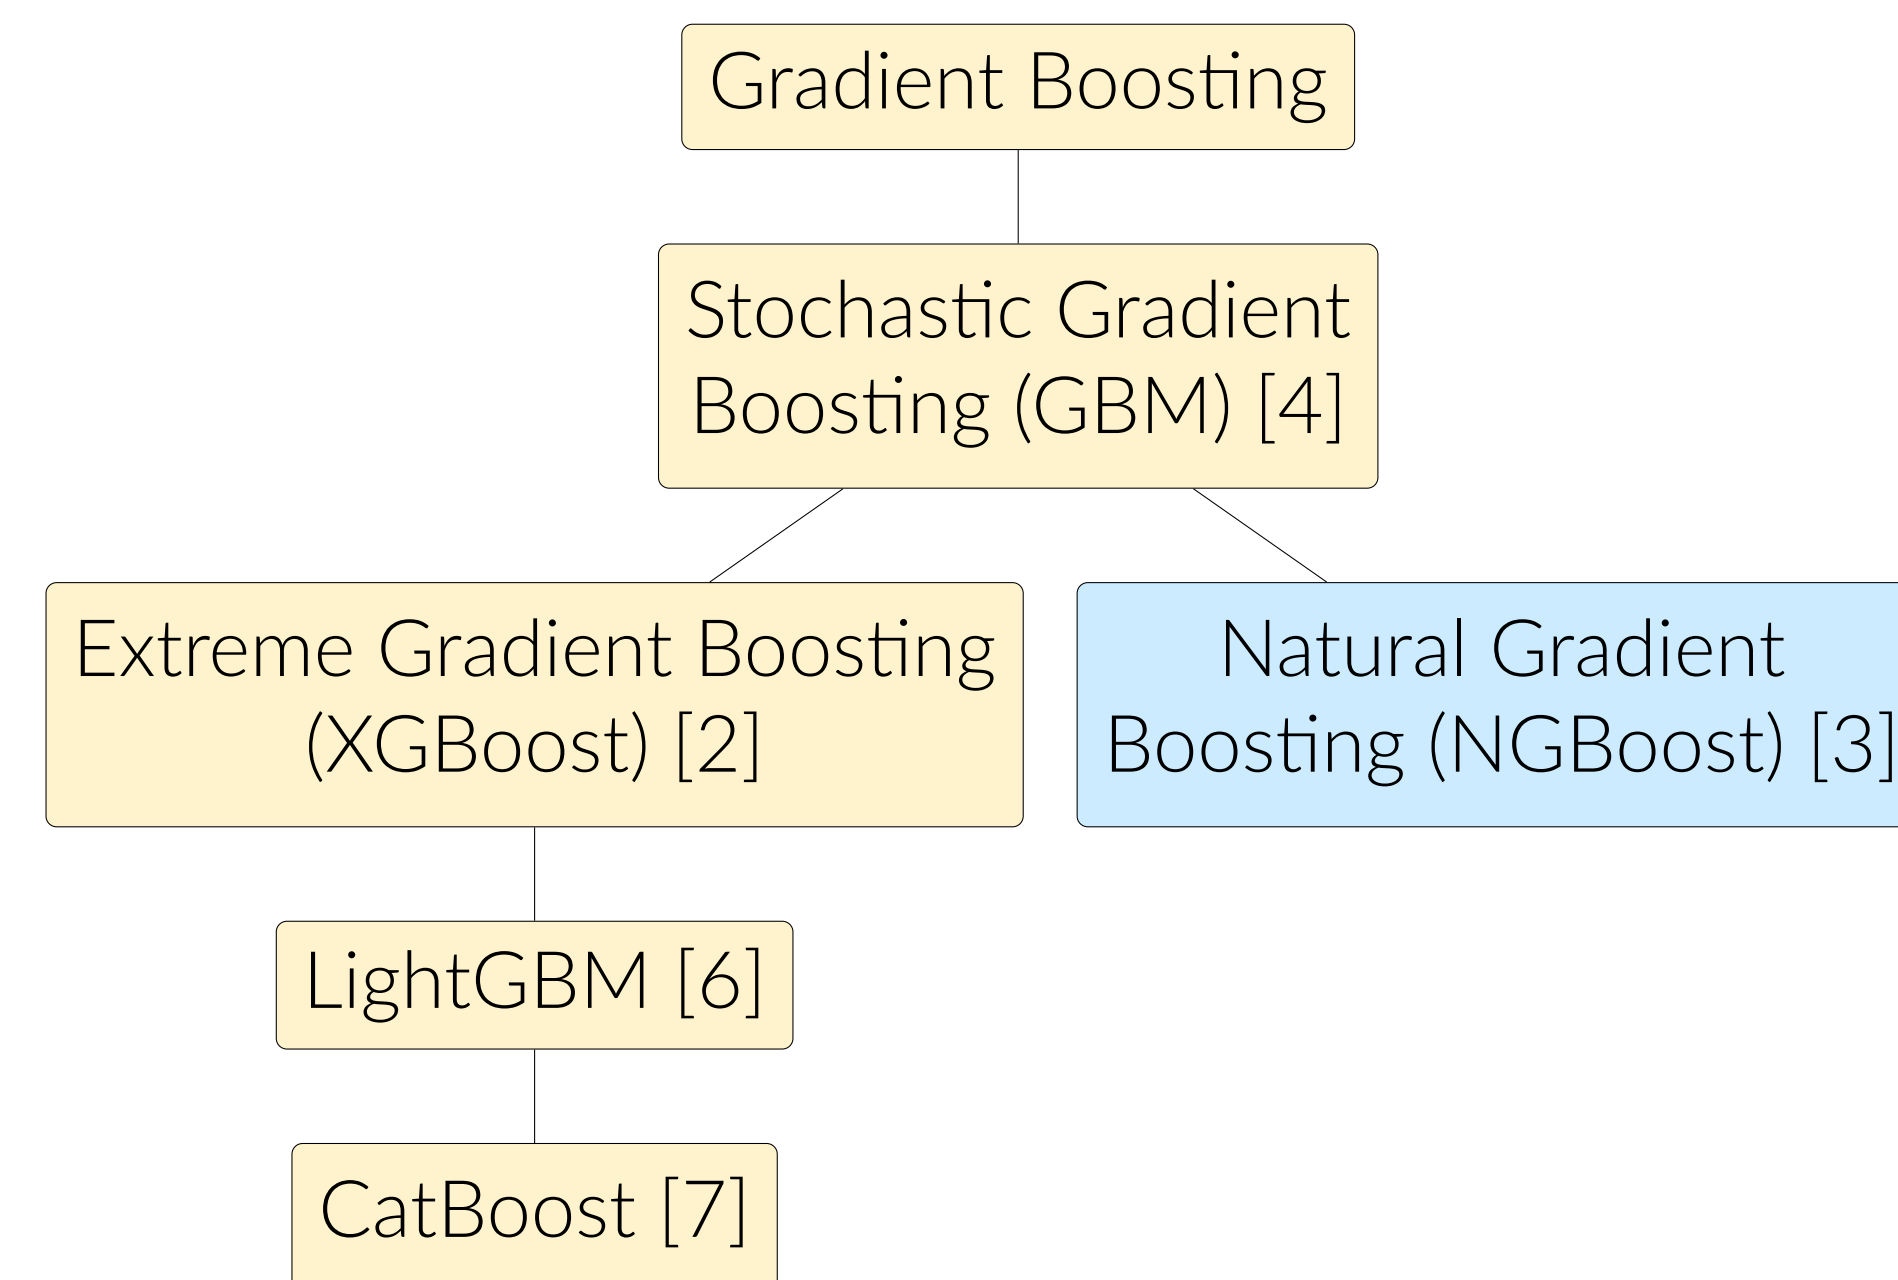 Gradient Boosting
Stochastic Gradient
Boosting (GBM) [4]
Extreme Gradient Boosting
(XGBoost) [2]
Natural Gradient
Boosting (NGBoost) [3]
LightGBM [6]
CatBoost [7]